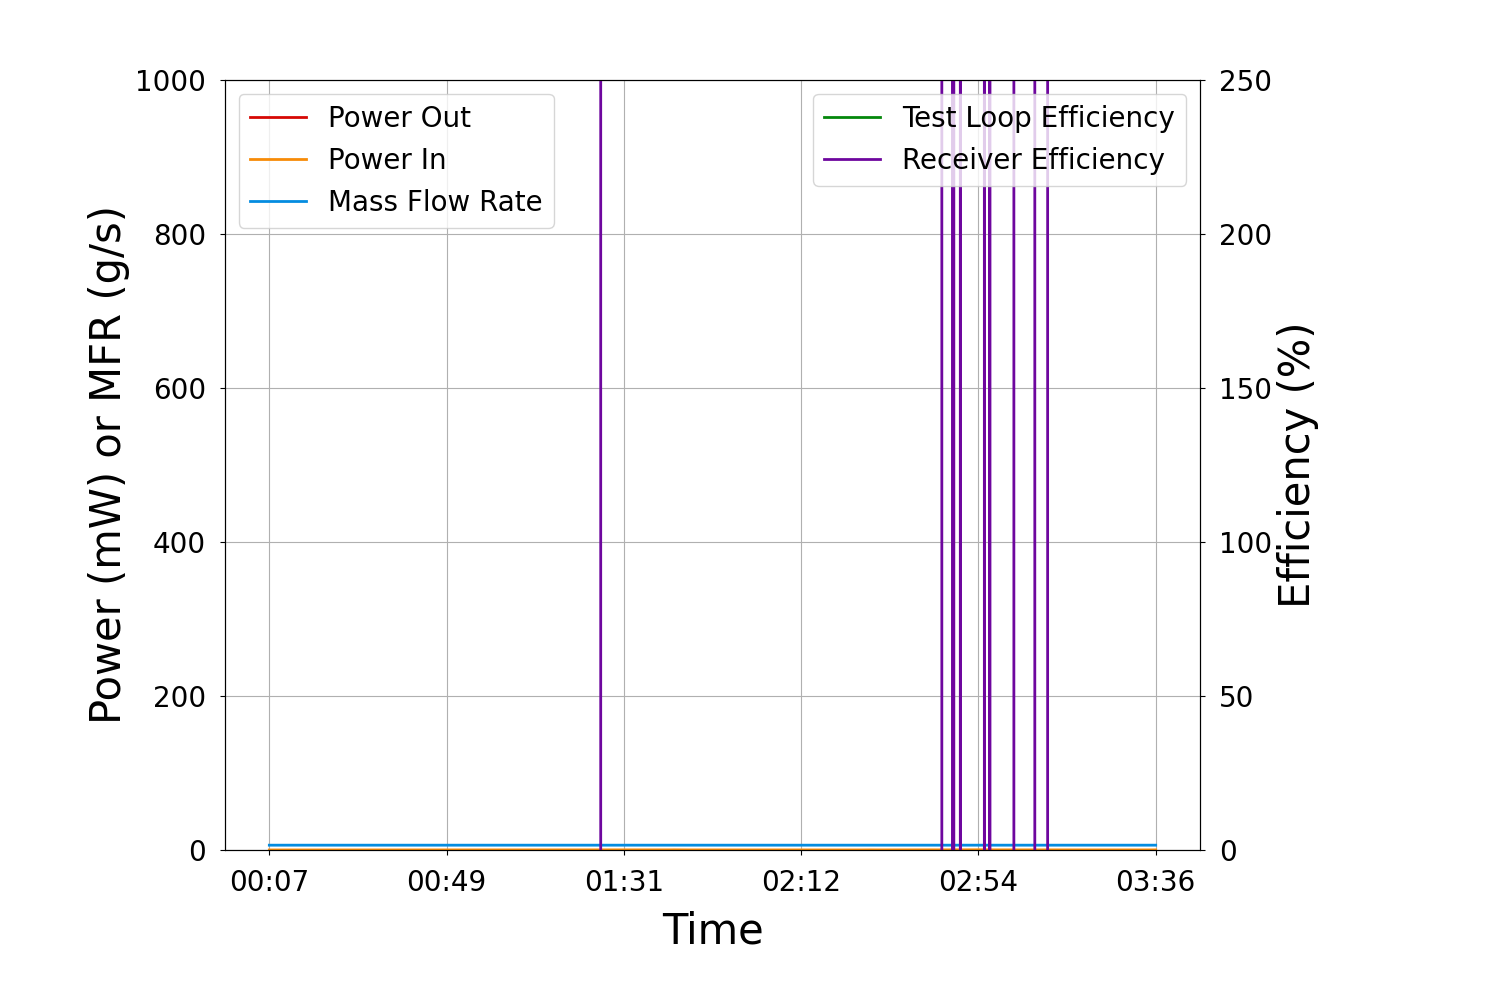 Power (mW) or MFR (g/s)
1000
800
600
400
200
0
Power Out
Power In
Mass Flow Rate
Test Loop Efficiency
Receiver Efficiency
250
200
150
100
50
0
Efficiency (%)
00:07 00:49 01:31 02:12 02:54 03:36
Time